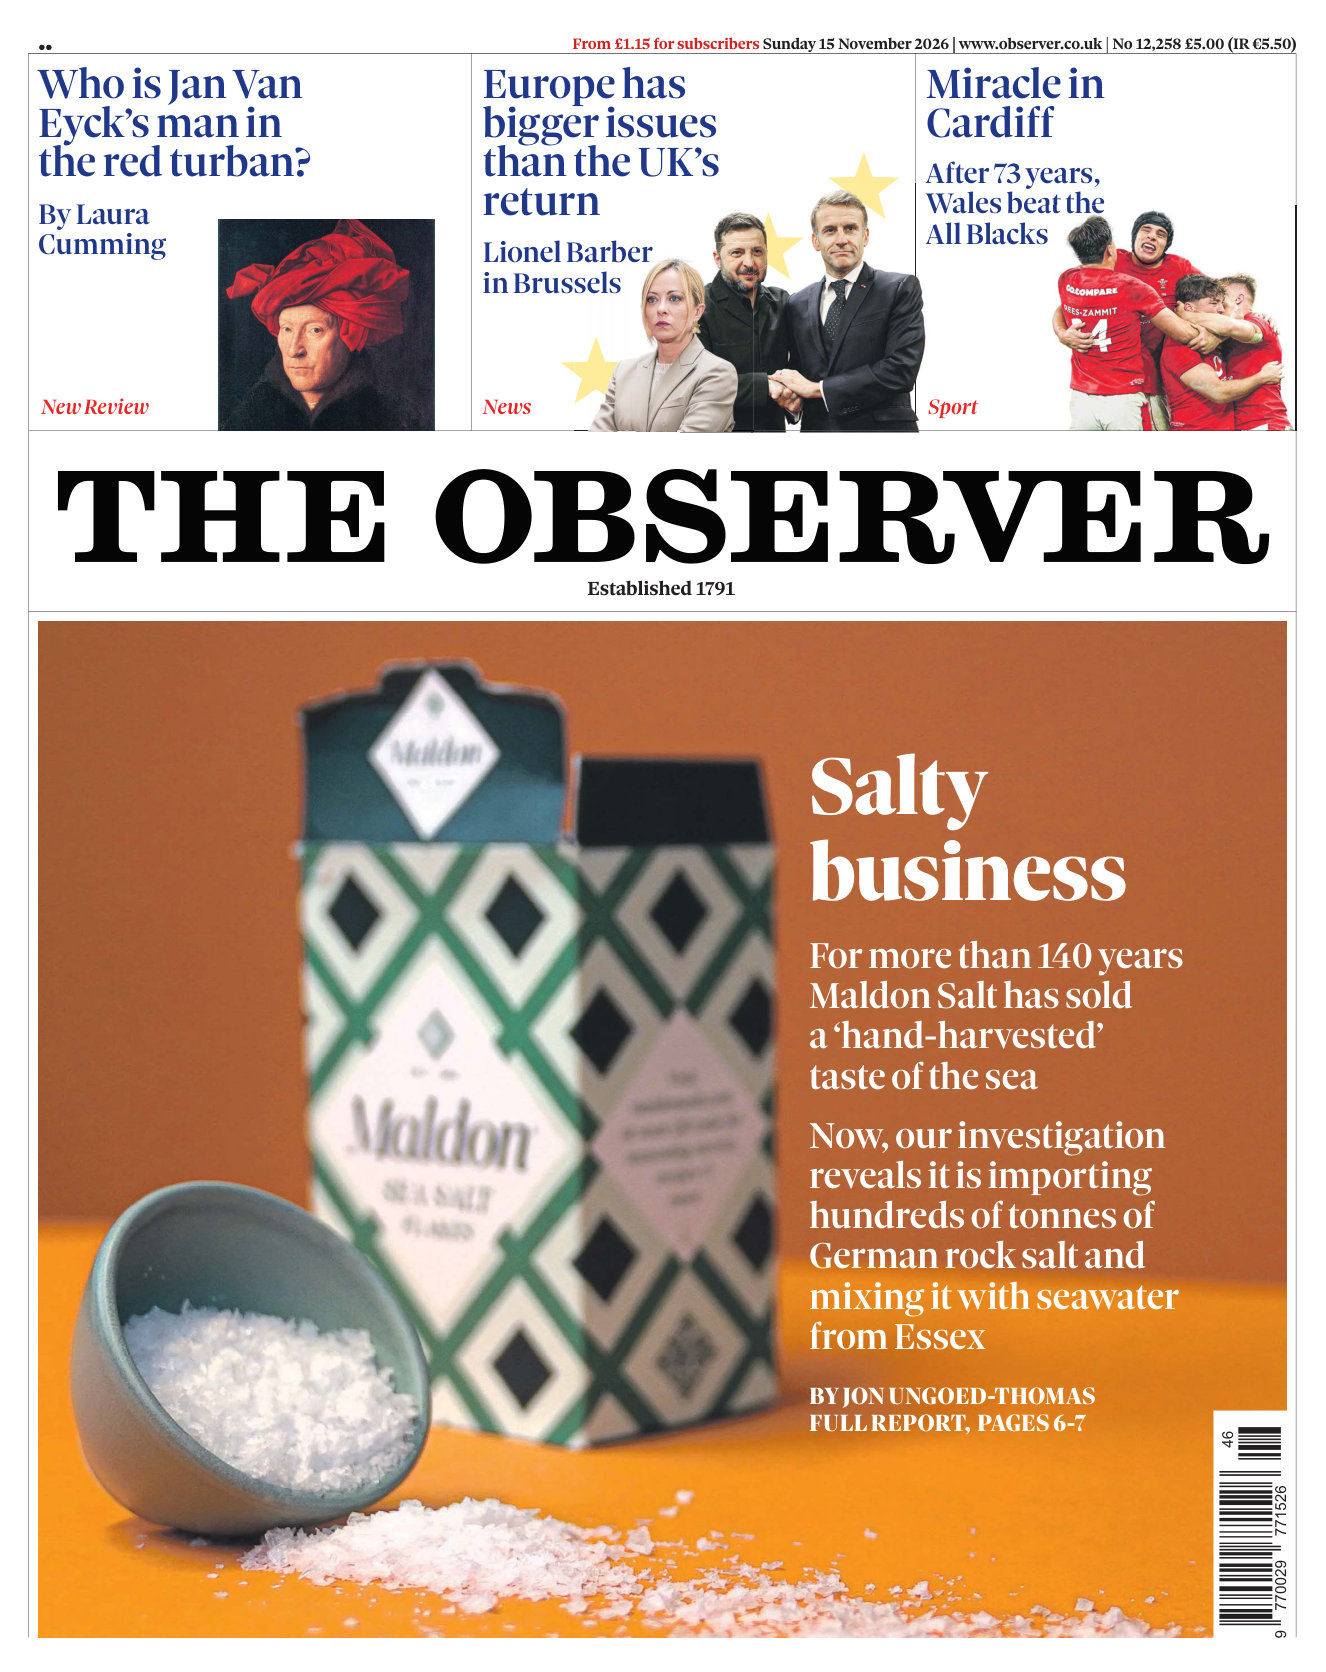 From £1.15 for subscribers Sunday 15 November 2026 | www.observer.co.uk | No 12,258 £5.00 (IR €5.50)
Who is Jan Van
Eyck’s man in
the red turban?
By Laura
Cumming
New Review
Europe has
bigger issues
than the UK’s
return
Lionel Barber
in Brussels
News
Miracle in
Cardiff
After 73 years,
Wales beat the
All Blacks
GO.COMPARE
REES-ZAMMIT
14
Sport
THE OBSERVER
Established 1791
Maldon
Maldon
SEA SALT
FLAKES
Salty
business
For more than 140 years
Maldon Salt has sold
a ‘hand-harvested’
taste of the sea
Now, our investigation
reveals it is importing
hundreds of tonnes of
German rock salt and
mixing it with seawater
from Essex
BY JON UNGOED-THOMAS
FULL REPORT, PAGES 6-7
46
9 770029 771526